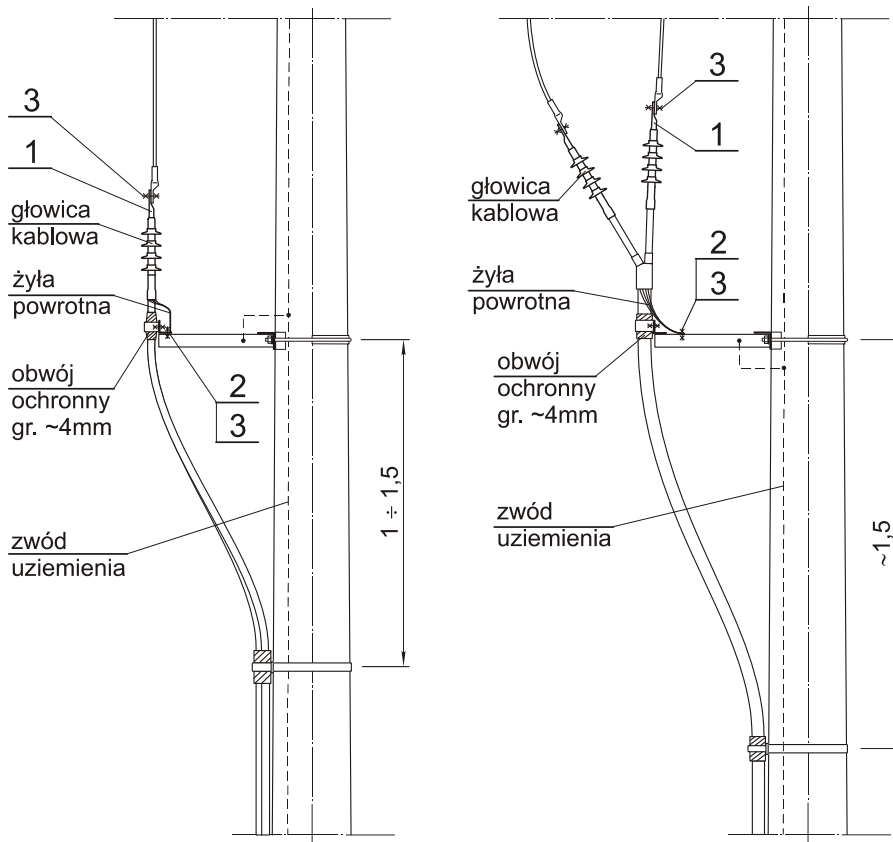 3
1
głowica
kablowa
żyła
powrotna
obwój
ochronny
gr. ~4mm
2
3
zwód
uziemienia
1 ÷ 1,5
3
1
głowica
kablowa
2
3
żyła
powrotna
obwój
ochronny
gr. ~4mm
zwód
uziemienia
~1,5